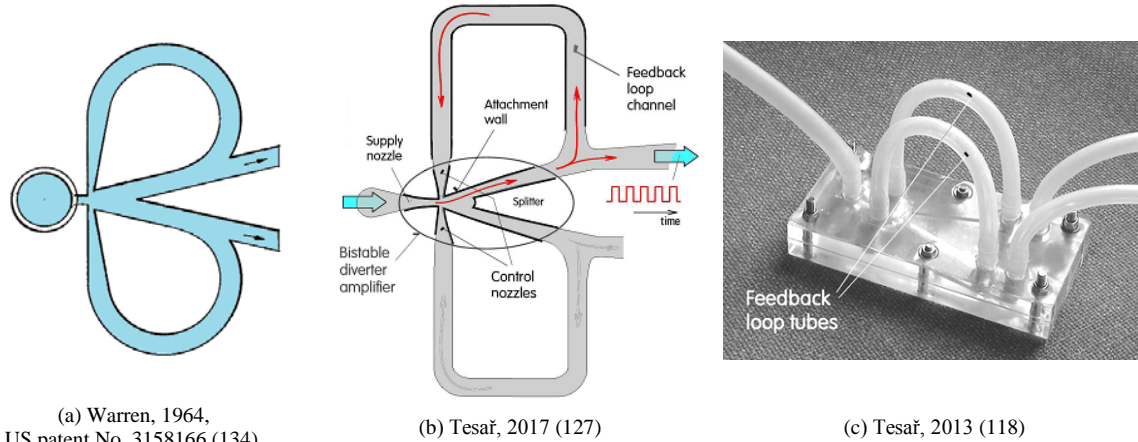 Feedback
loop
channel
Attachment
wall
Supply
nozzle
Splitter
time
Bistable
diverter
amplifier
Control
nozzles
Feedback
loop tubes
(a) Warren, 1964,
US patent No. 3158166 (134)
(b) Tesař, 2017 (127)
(c) Tesař, 2013 (118)